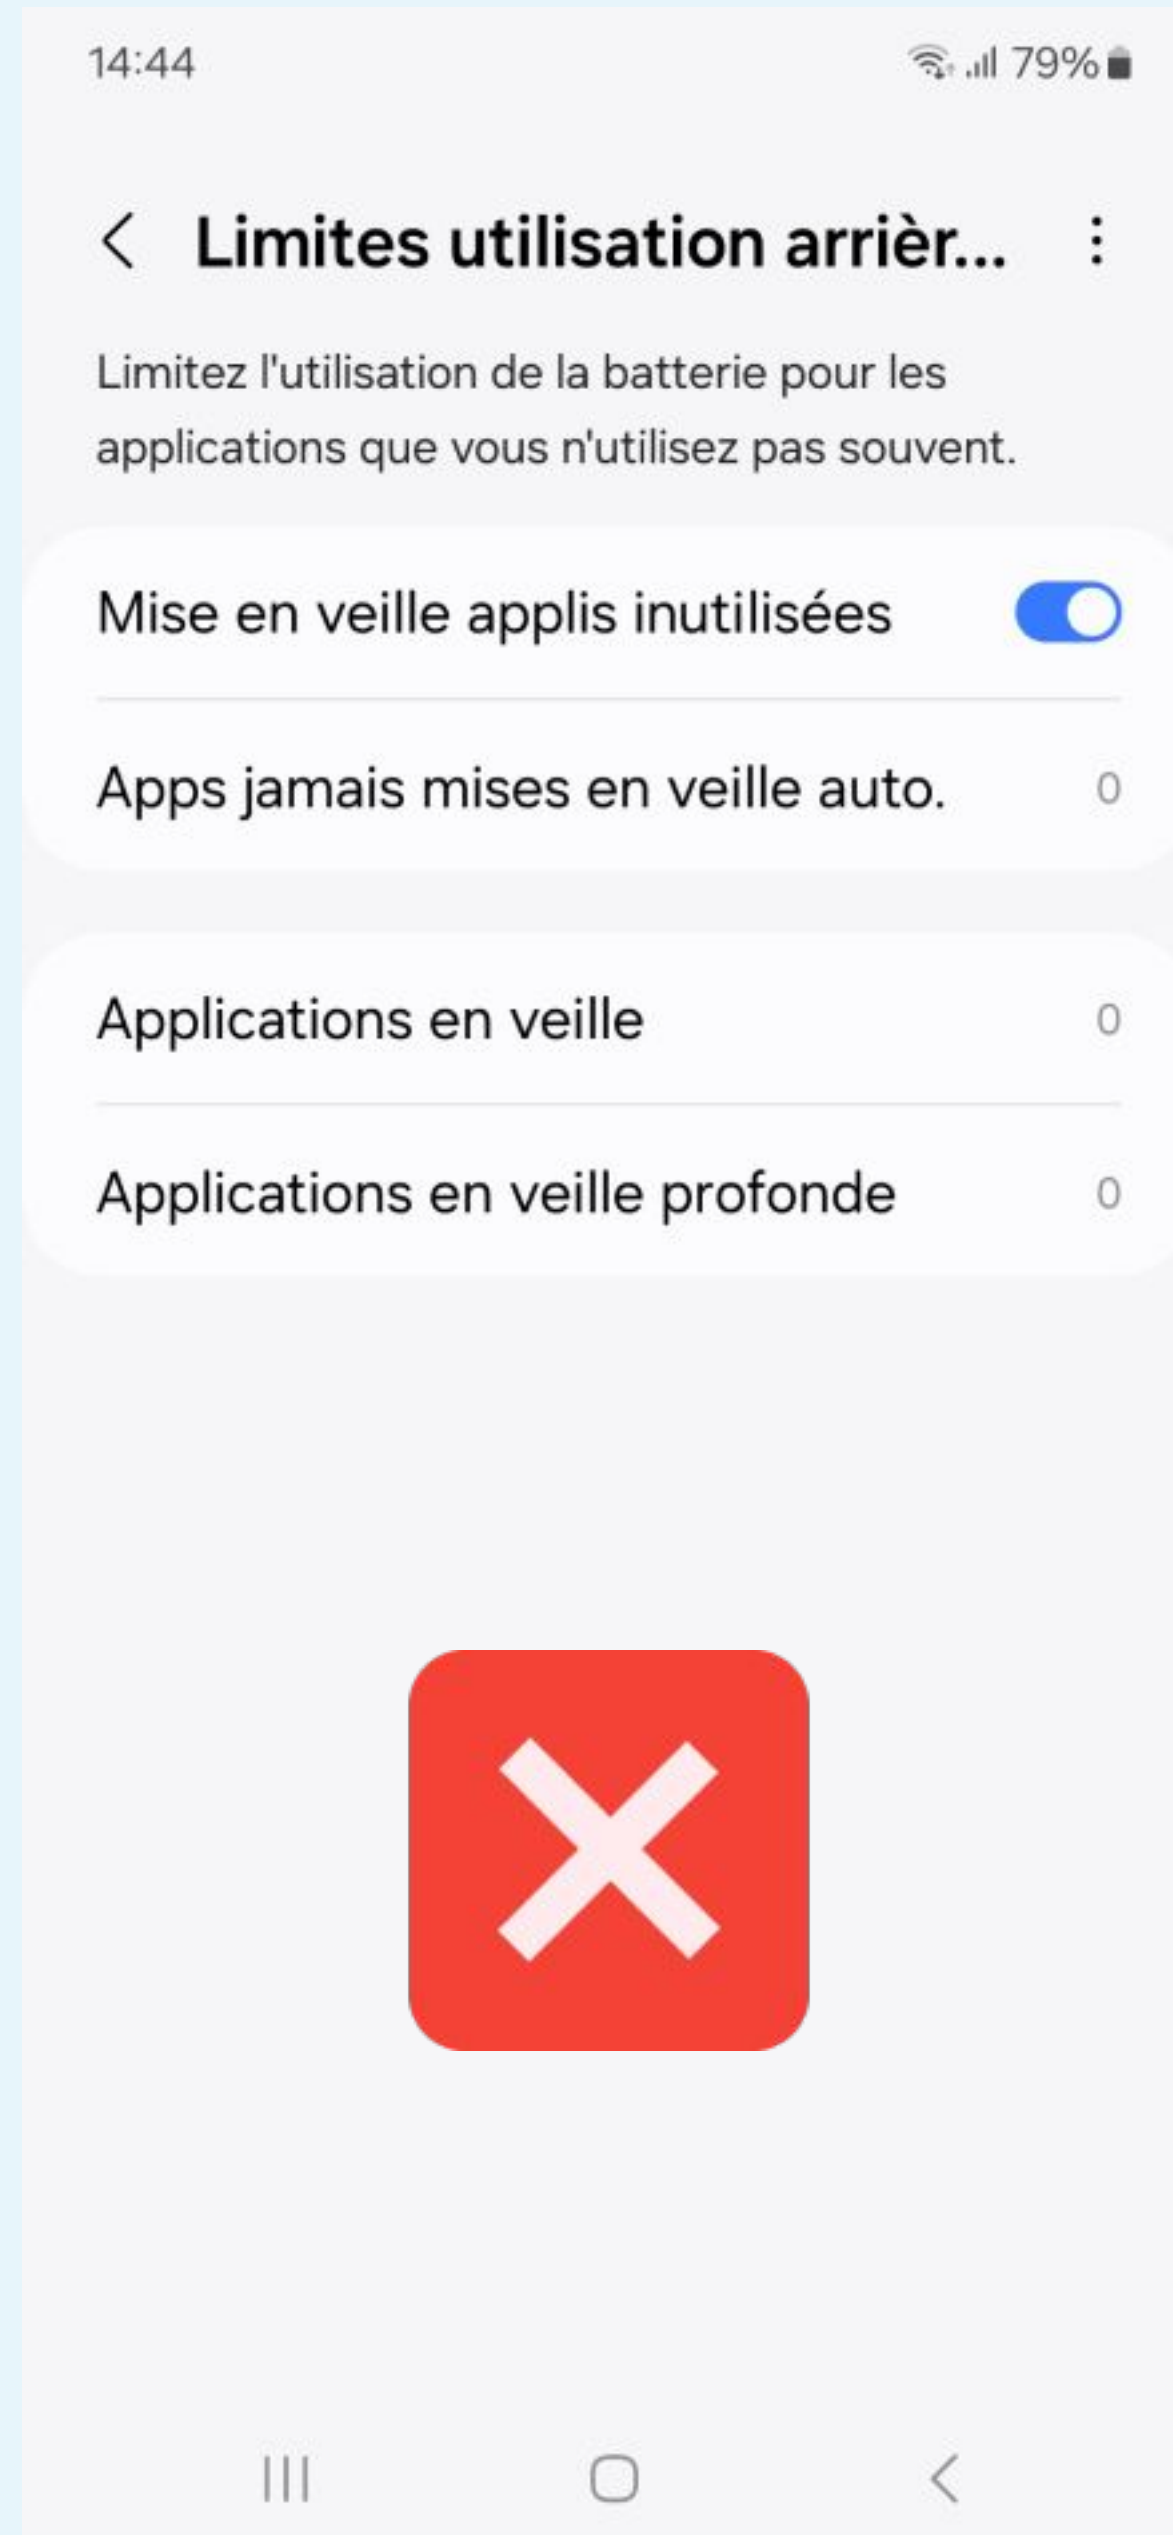 14:44
79%
Limites utilisation arrièr...
Limitez l'utilisation de la batterie pour les
applications que vous n'utilisez pas souvent.
Mise en veille applis inutilisées
Apps jamais mises en veille auto. 0
Applications en veille 0
Applications en veille profonde 0